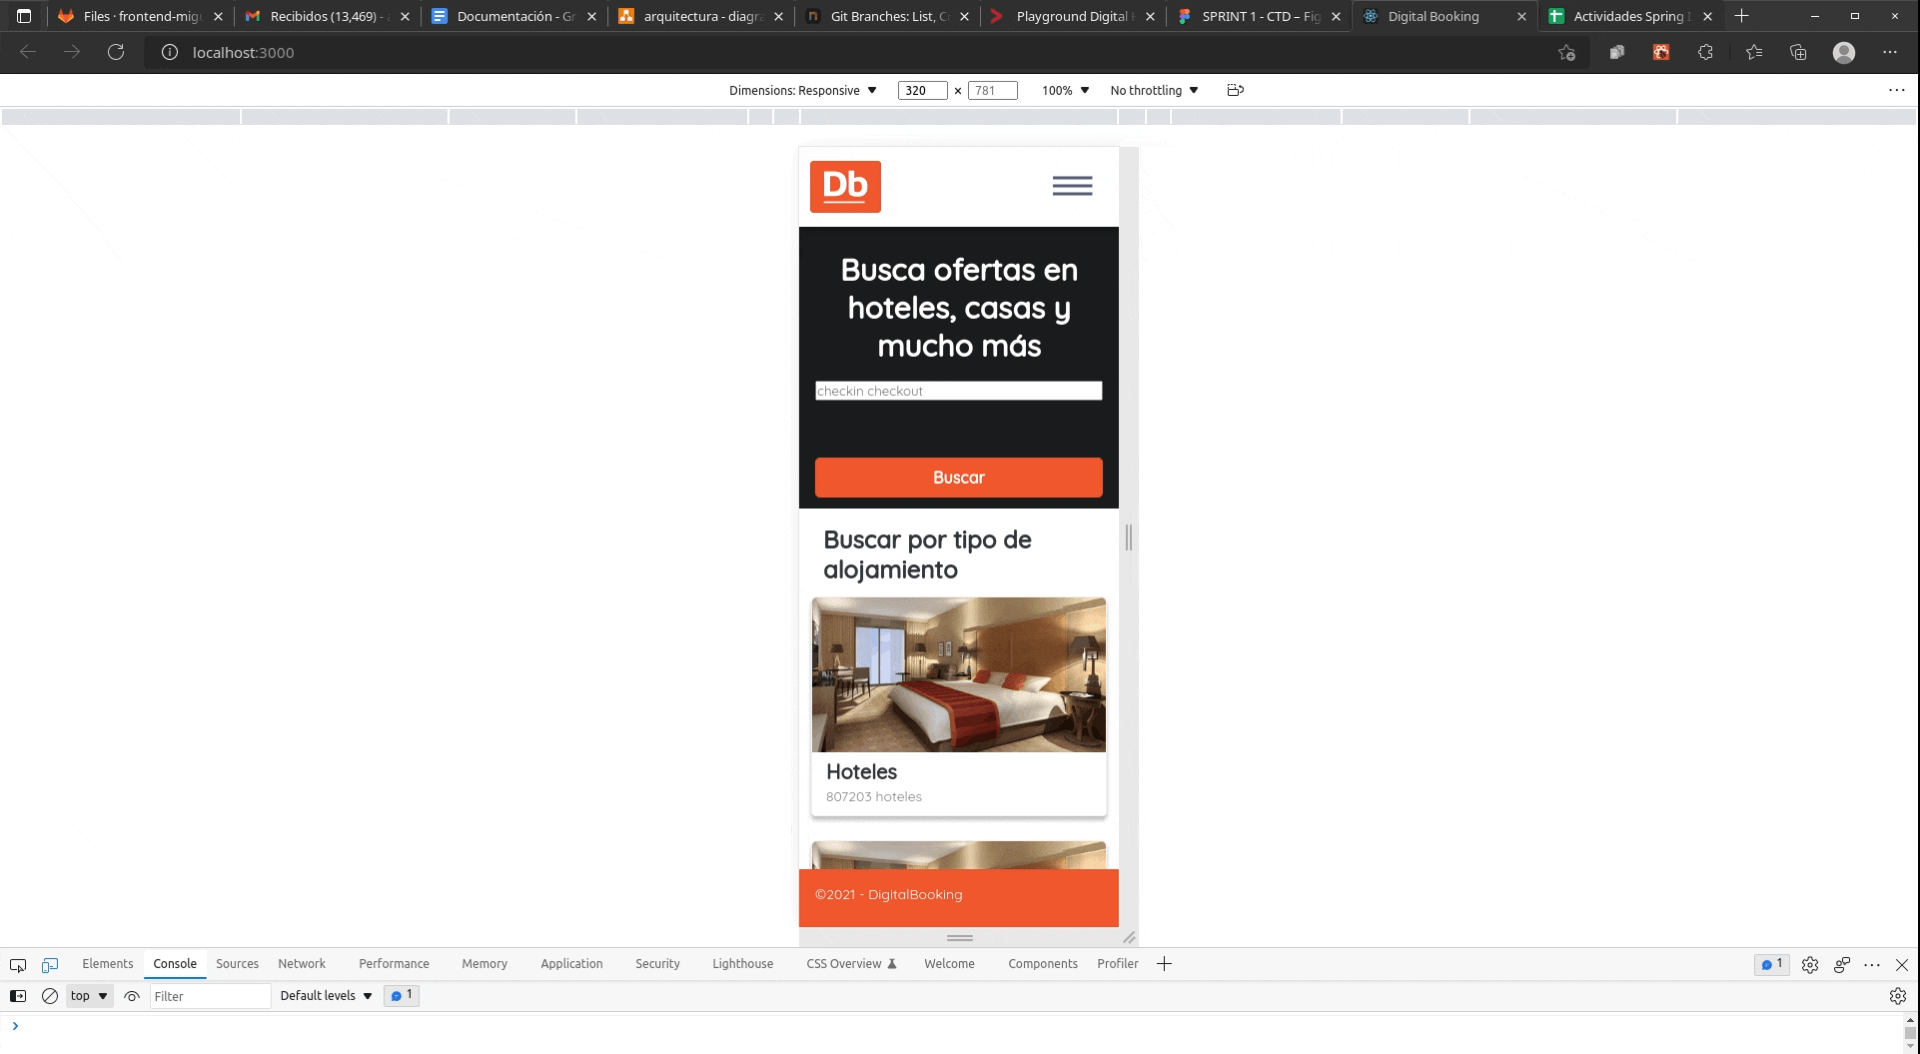 Files · frontend-migu
Recibidos (13,469) - a
Documentación - Gr
arquitectura - diagra
Git Branches: List, C
Playground Digital H
SPRINT 1 - CTD – Fig
Digital Booking
Actividades Spring I
localhost:3000
Dimensions: Responsive 320 × 781 100% No throttling
Db
Busca ofertas en
hoteles, casas y
mucho más
checkin checkout
Buscar
Buscar por tipo de
alojamiento
Hoteles
807203 hoteles
©2021 - DigitalBooking
Elements Console Sources Network Performance Memory Application Security Lighthouse CSS Overview Welcome Components Profiler 1
top Filter Default levels 1